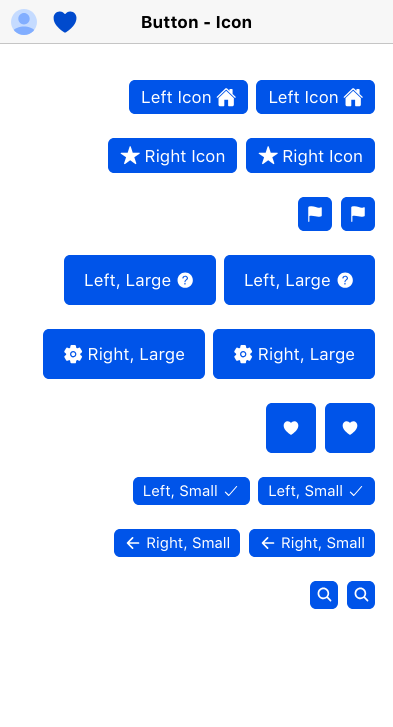 Button - Icon
Left Icon Left Icon
Right Icon Right Icon
Left, Large ? Left, Large ?
Right, Large Right, Large
Left, Small Left, Small
Right, Small Right, Small